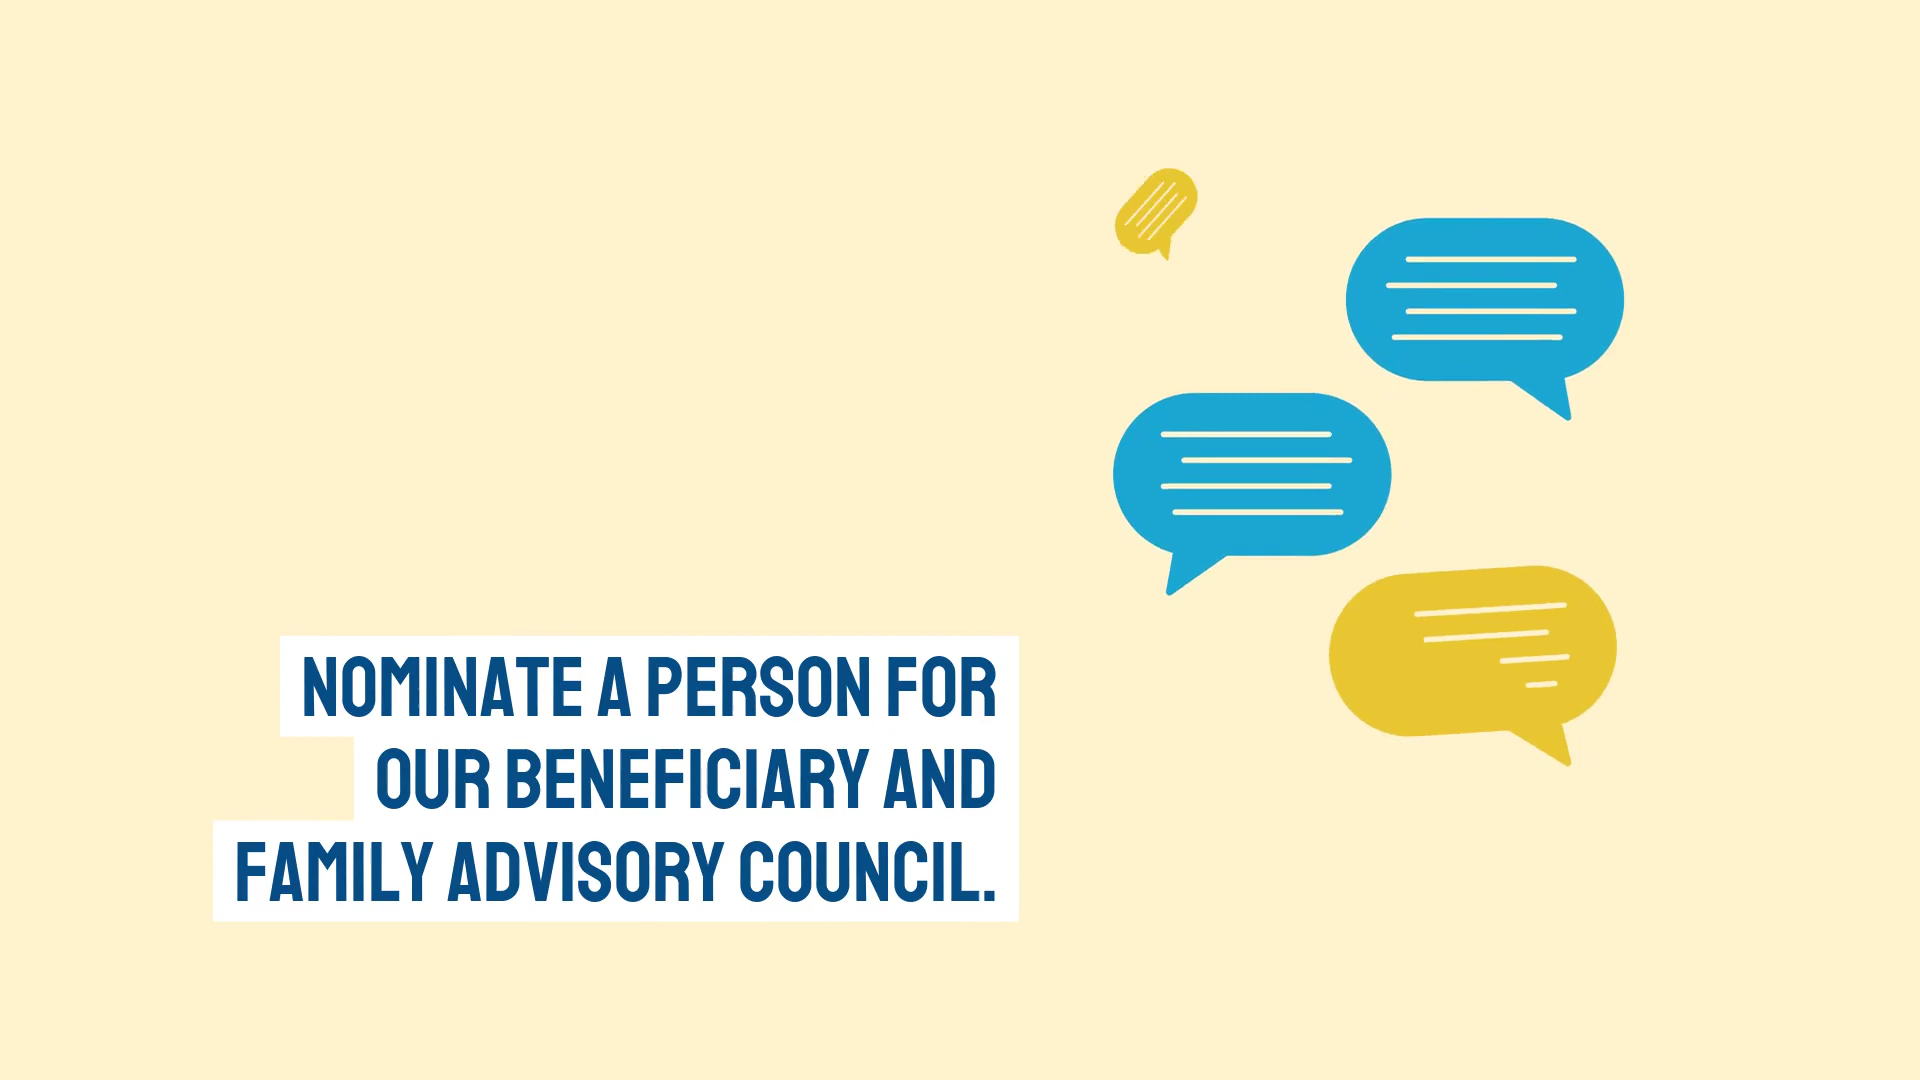 NOMINATE A PERSON FOR
OUR BENEFICIARY AND
FAMILY ADVISORY COUNCIL.